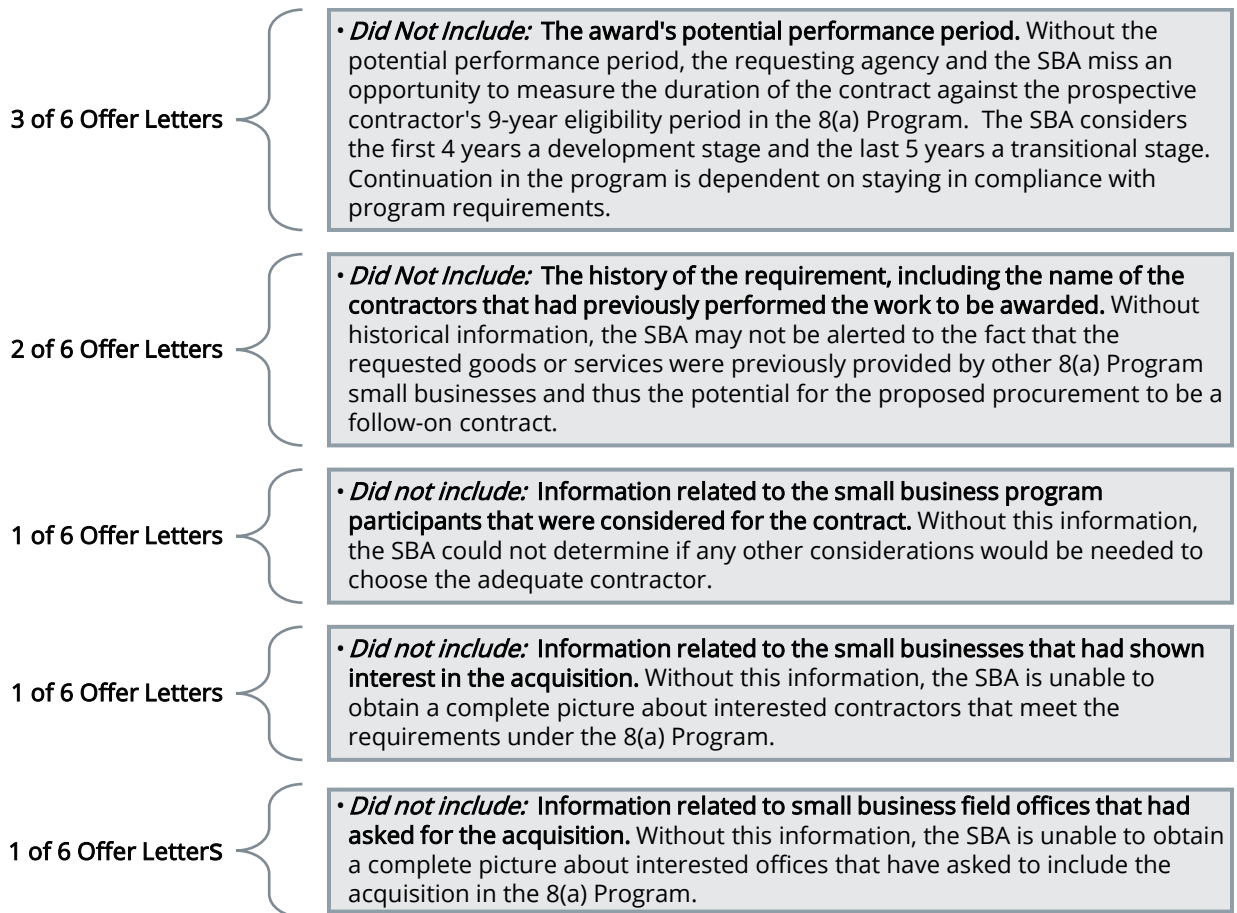 3 of 6 Offer Letters
• Did Not Include: The award's potential performance period. Without the
potential performance period, the requesting agency and the SBA miss an
opportunity to measure the duration of the contract against the prospective
contractor's 9-year eligibility period in the 8(a) Program.  The SBA considers
the first 4 years a development stage and the last 5 years a transitional stage.
Continuation in the program is dependent on staying in compliance with
program requirements.
2 of 6 Offer Letters
• Did Not Include: The history of the requirement, including the name of the
contractors that had previously performed the work to be awarded. Without
historical information, the SBA may not be alerted to the fact that the
requested goods or services were previously provided by other 8(a) Program
small businesses and thus the potential for the proposed procurement to be a
follow-on contract.
1 of 6 Offer Letters
• Did not include: Information related to the small business program
participants that were considered for the contract. Without this information,
the SBA could not determine if any other considerations would be needed to
choose the adequate contractor.
1 of 6 Offer Letters
• Did not include: Information related to the small businesses that had shown
interest in the acquisition. Without this information, the SBA is unable to
obtain a complete picture about interested contractors that meet the
requirements under the 8(a) Program.
1 of 6 Offer Letters
• Did not include: Information related to small business field offices that had
asked for the acquisition. Without this information, the SBA is unable to obtain
a complete picture about interested offices that have asked to include the
acquisition in the 8(a) Program.